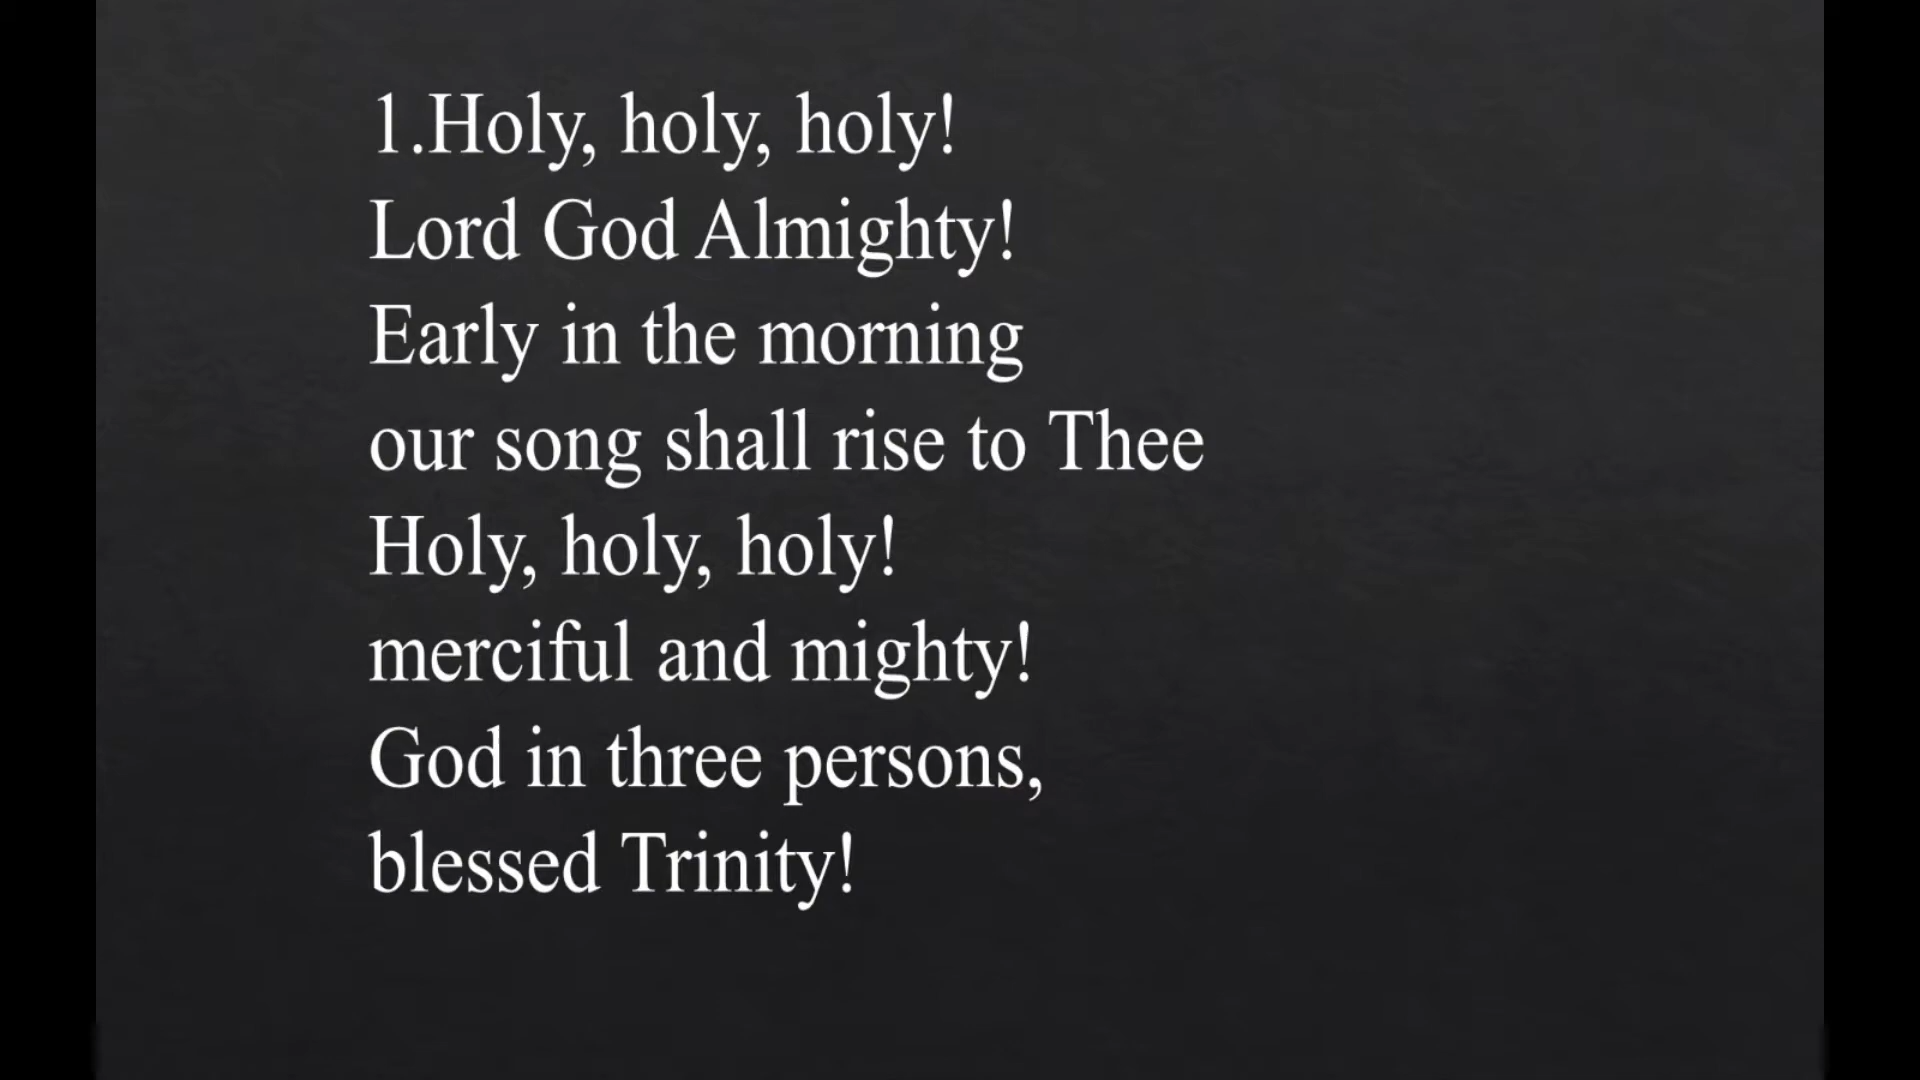 1.Holy, holy, holy!
Lord God Almighty!
Early in the morning
our song shall rise to Thee
Holy, holy, holy!
merciful and mighty!
God in three persons,
blessed Trinity!